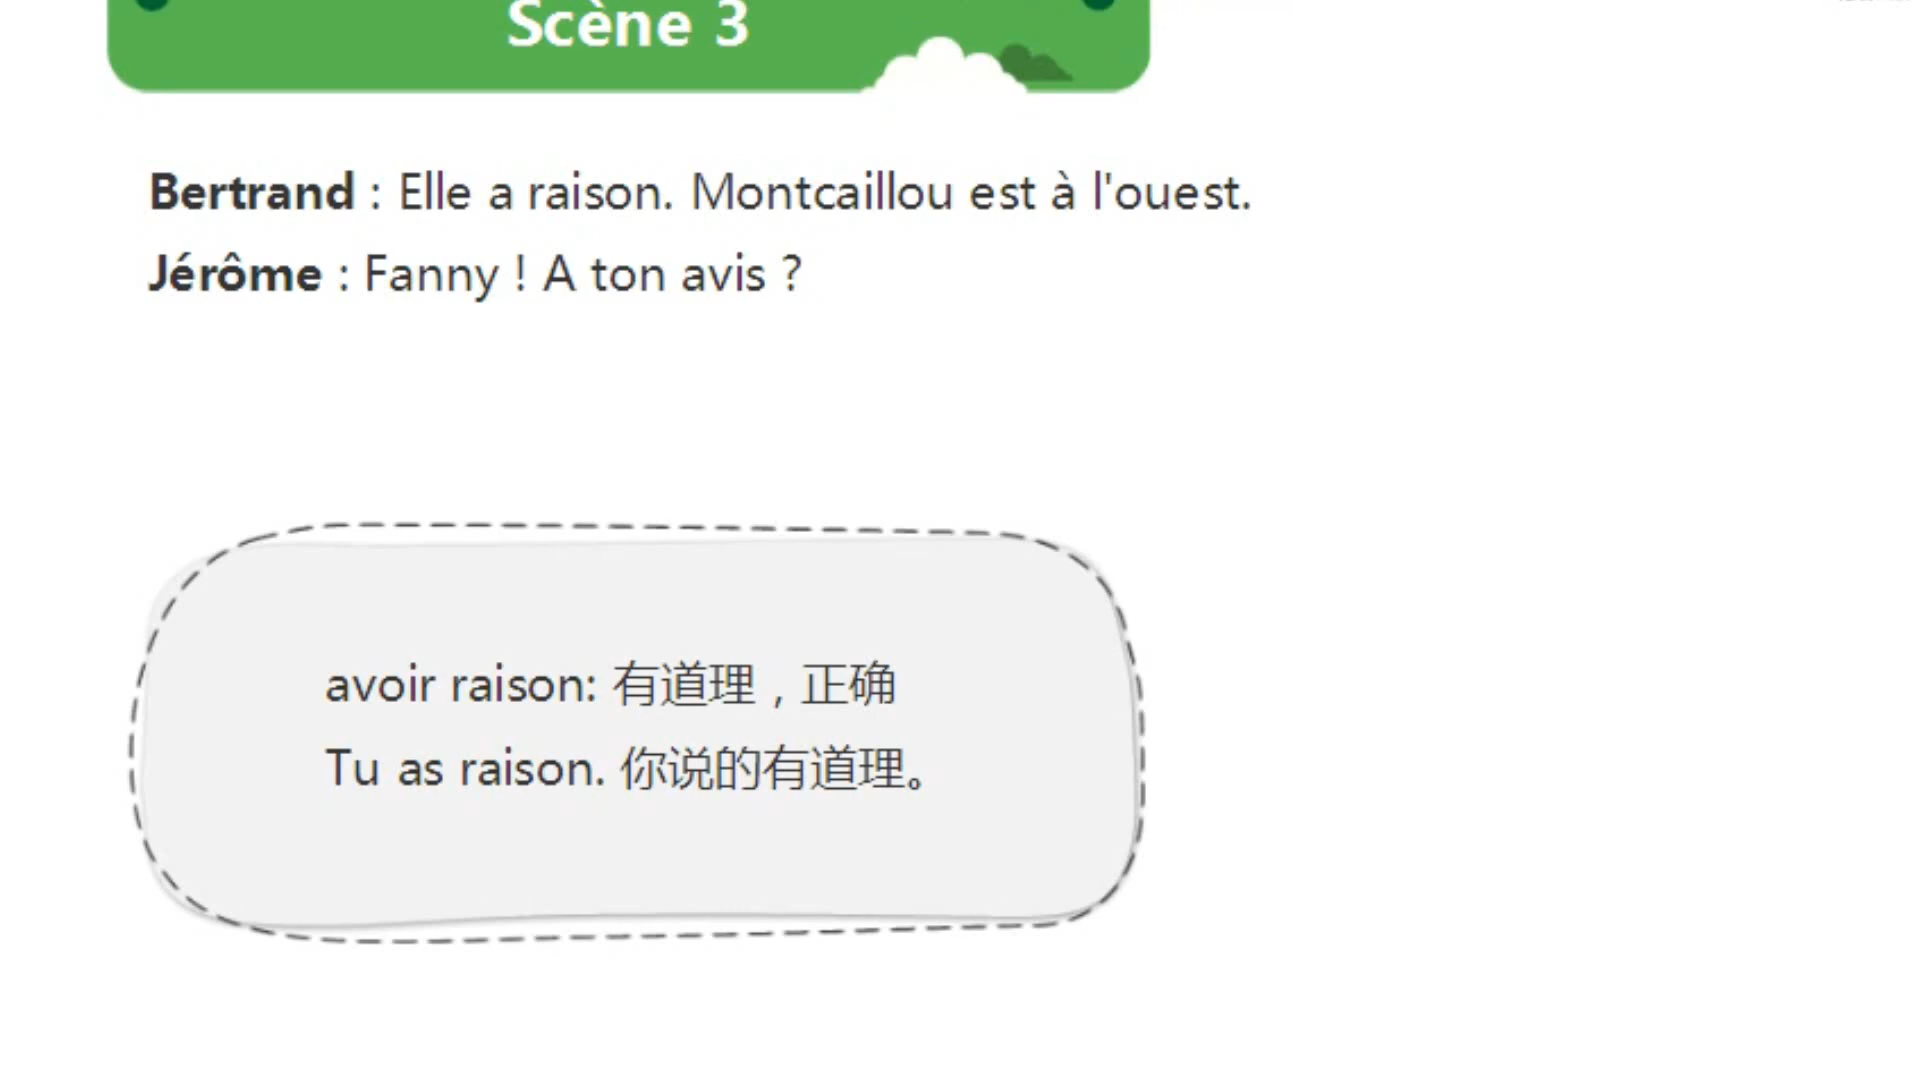 Scène 3
Bertrand : Elle a raison. Montcaillou est à l'ouest.
Jérôme : Fanny ! A ton avis ?
avoir raison: 有道理，正确
Tu as raison. 你说的有道理。